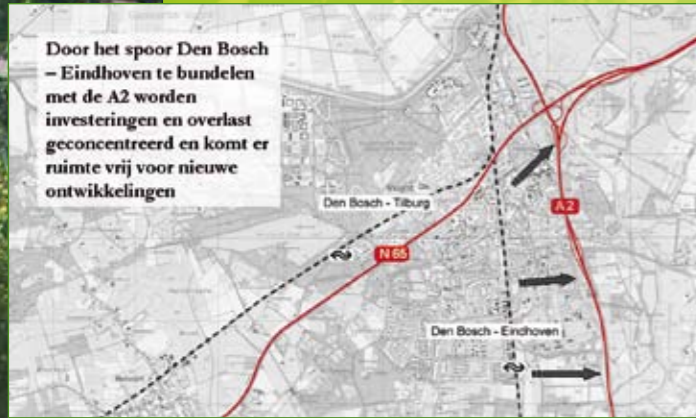 Door het spoor Den Bosch
– Eindhoven te bundelen
met de A2 worden
investeringen en overlast
geconcentreerd en komt er
ruimte vrij voor nieuwe
ontwikkelingen
Den Bosch - Tilburg
A 2
N 65
Den Bosch - Eindhoven